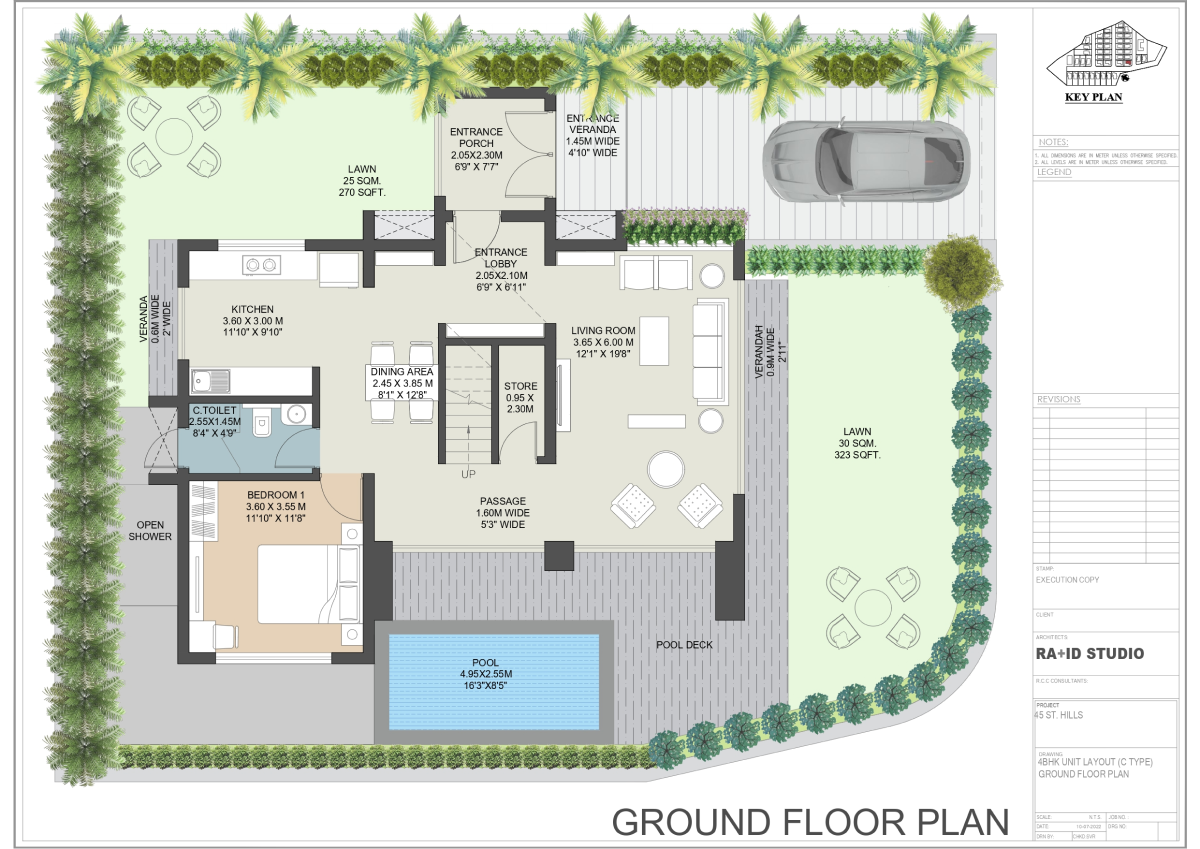 ENTRANCE
PORCH
2.05X2.30M
6'9" X 7'7"
ENTRANCE
VERANDA
1.45M WIDE
4'10" WIDE
LAWN
25 SQM.
270 SQFT.
ENTRANCE
LOBBY
2.05X2.10M
6'9" X 6'11"
VERANDA
0.6M WIDE
2' WIDE
KITCHEN
3.60 X 3.00 M
11'10" X 9'10"
LIVING ROOM
3.65 X 6.00 M
12'1" X 19'8"
VERANDAH
0.9M WIDE
2'11"
DINING AREA
2.45 X 3.85 M
8'1" X 12'8"
STORE
0.95 X
2.30M
C.TOILET
2.55X1.45M
8'4" X 4'9"
UP
LAWN
30 SQM.
323 SQFT.
BEDROOM 1
3.60 X 3.55 M
11'10" X 11'8"
PASSAGE
1.60M WIDE
5'3" WIDE
OPEN
SHOWER
POOL DECK
POOL
4.95X2.55M
16'3"X8'5"
GROUND FLOOR PLAN
KEY PLAN
NOTES:
1. ALL DIMENSIONS ARE IN METER UNLESS OTHERWISE SPECIFIED.
2. ALL LEVELS ARE IN METER UNLESS OTHERWISE SPECIFIED.
LEGEND
REVISIONS
STAMP:
EXECUTION COPY
CLIENT
ARCHITECTS
RA+ID STUDIO
R.C.C CONSULTANTS:
PROJECT
45 ST. HILLS
DRAWING
4BHK UNIT LAYOUT (C TYPE)
GROUND FLOOR PLAN
SCALE: N.T.S. JOB NO. :
DATE: DRG NO.
DRN BY: CHKD